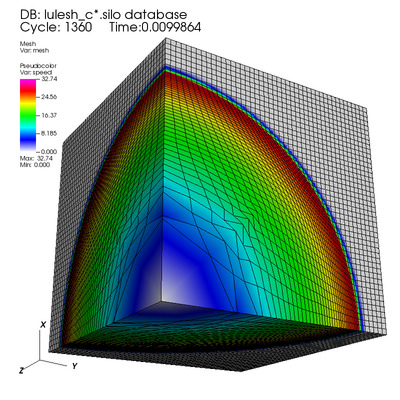 DB: lulesh_c*.silo database
Cycle: 1360 Time:0.0099864
Mesh
Var: mesh
Pseudocolor
Var: speed
32.74
24.56
16.37
8.185
0.000
Max: 32.74
Min: 0.000
X
Z
Y